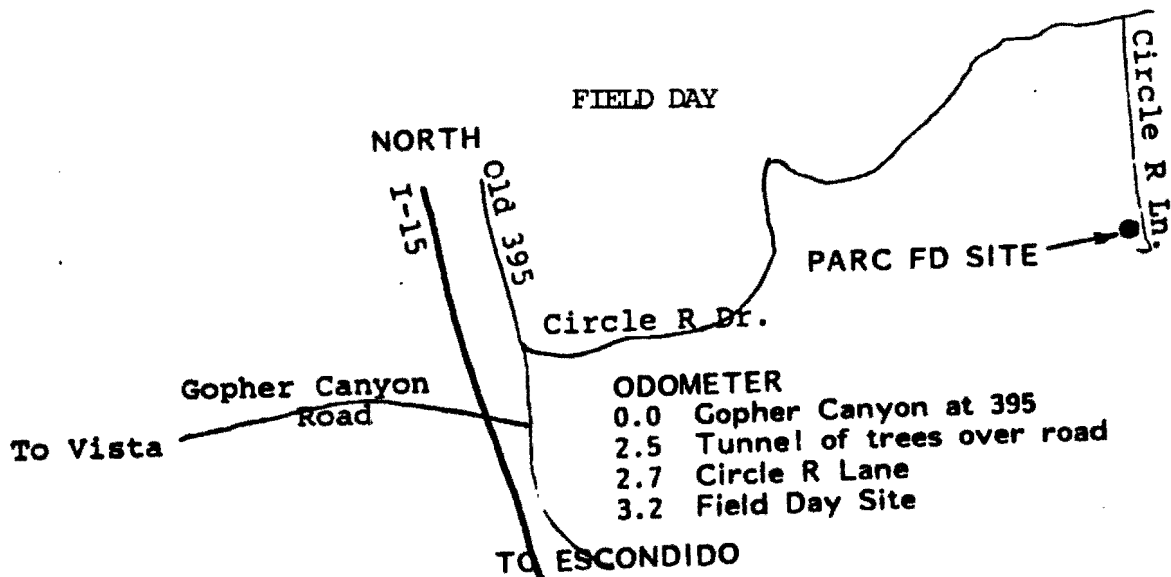 FIELD DAY
NORTH
Old 395
I-15
Circle R Ln.
PARC FD SITE
Circle R Dr.
Gopher Canyon
Road
To Vista
ODOMETER
0.0 Gopher Canyon at 395
2.5 Tunnel of trees over road
2.7 Circle R Lane
3.2 Field Day Site
TO ESCONDIDO